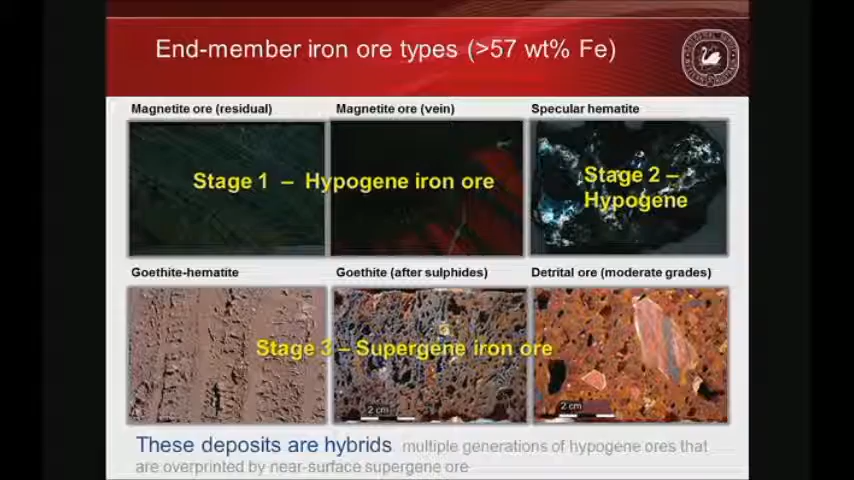 End-member iron ore types (>57 wt% Fe)
Magnetite ore (residual)
Magnetite ore (vein)
Specular hematite
Stage 1 – Hypogene iron ore
Stage 2 –
Hypogene
Goethite-hematite
Goethite (after sulphides)
Detrital ore (moderate grades)
Stage 3 – Supergene iron ore
2 cm
2 cm
These deposits are hybrids multiple generations of hypogene ores that
are overprinted by near-surface supergene ore